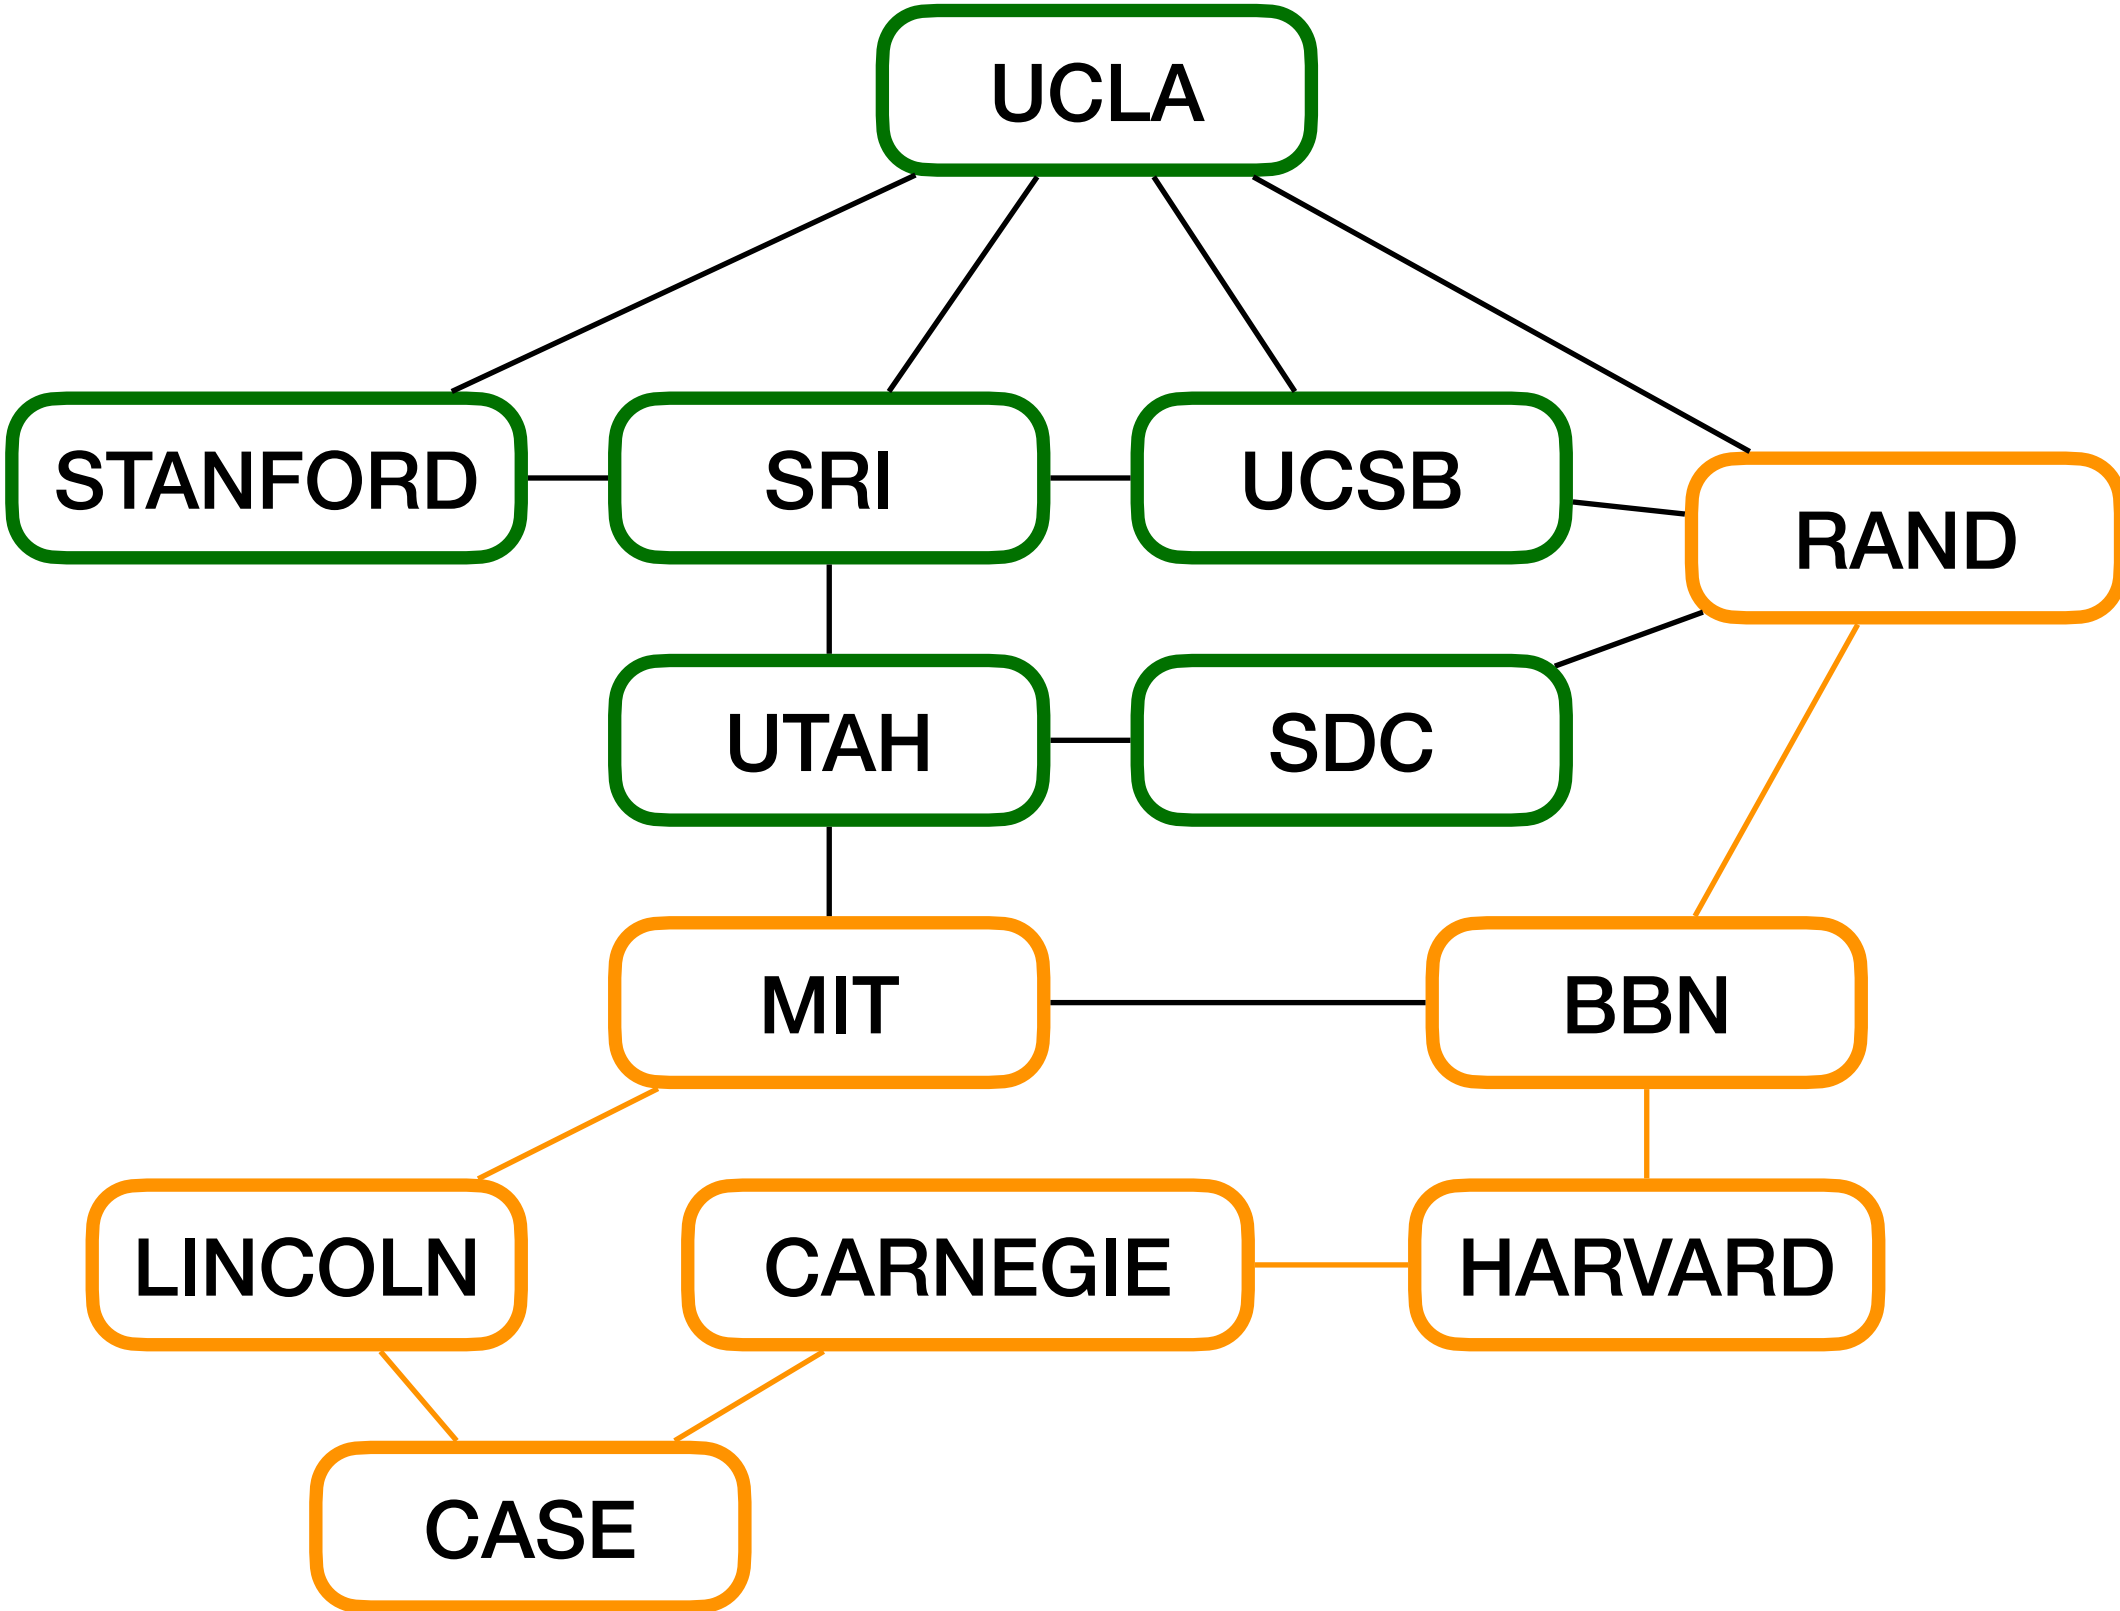 UCLA
STANFORD
SRI
UCSB
RAND
UTAH
SDC
MIT
BBN
LINCOLN
CARNEGIE
HARVARD
CASE